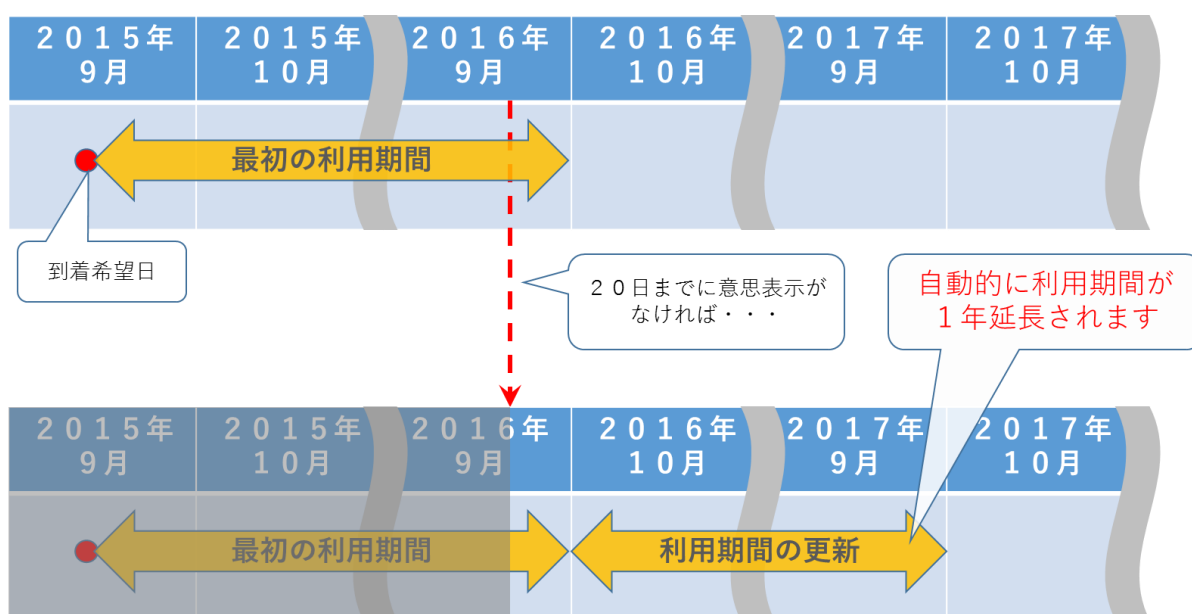 ２０１５年 ２０１５年 ２０１６年 ２０１６年 ２０１７年 ２０１７年
９月 １０月 ９月 １０月 ９月 １０月
最初の利用期間
到着希望日
２０日までに意思表示が
なければ・・・
自動的に利用期間が
１年延長されます
２０１５年 ２０１５年 ２０１６年 ２０１６年 ２０１７年 ２０１７年
９月 １０月 ９月 １０月 ９月 １０月
最初の利用期間 利用期間の更新